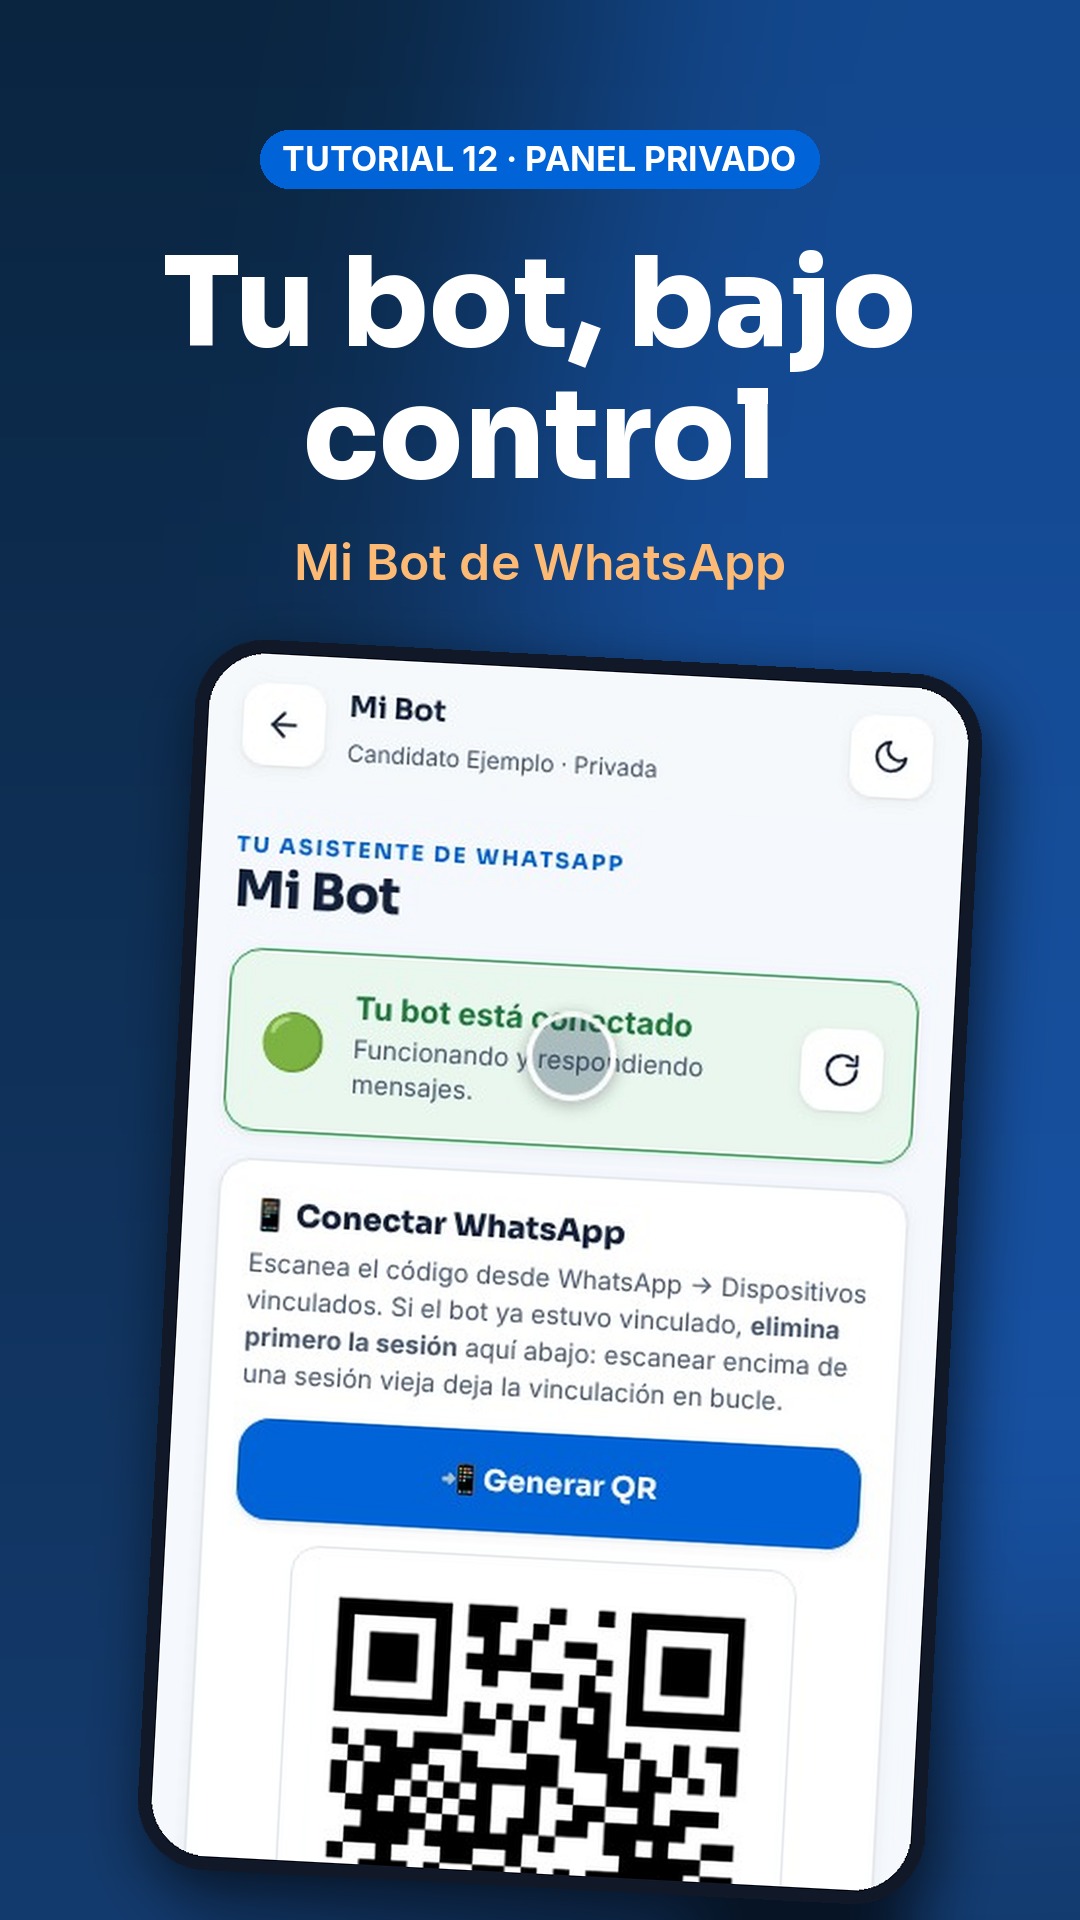 TUTORIAL 12 · PANEL PRIVADO
Tu bot, bajo
control
Mi Bot de WhatsApp
Mi Bot
Candidato Ejemplo · Privada
TU ASISTENTE DE WHATSAPP
Mi Bot
Tu bot está conectado
Funcionando y respondiendo
mensajes.
Conectar WhatsApp
Escanea el código desde WhatsApp → Dispositivos
vinculados. Si el bot ya estuvo vinculado, elimina
primero la sesión aquí abajo: escanear encima de
una sesión vieja deja la vinculación en bucle.
Generar QR